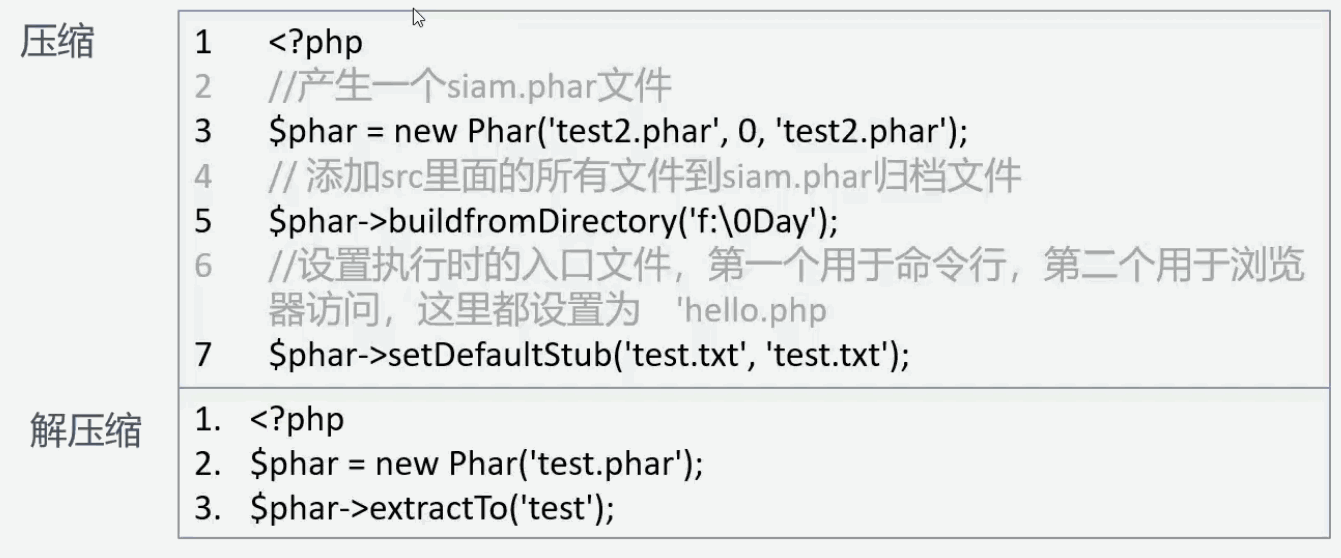 压缩
1 <?php
2 //产生一个siam.phar文件
3 $phar = new Phar('test2.phar', 0, 'test2.phar');
4 // 添加src里面的所有文件到siam.phar归档文件
5 $phar->buildfromDirectory('f:\0Day');
6 //设置执行时的入口文件，第一个用于命令行，第二个用于浏览
器访问，这里都设置为 'hello.php
7 $phar->setDefaultStub('test.txt', 'test.txt');
解压缩
1. <?php
2. $phar = new Phar('test.phar');
3. $phar->extractTo('test');